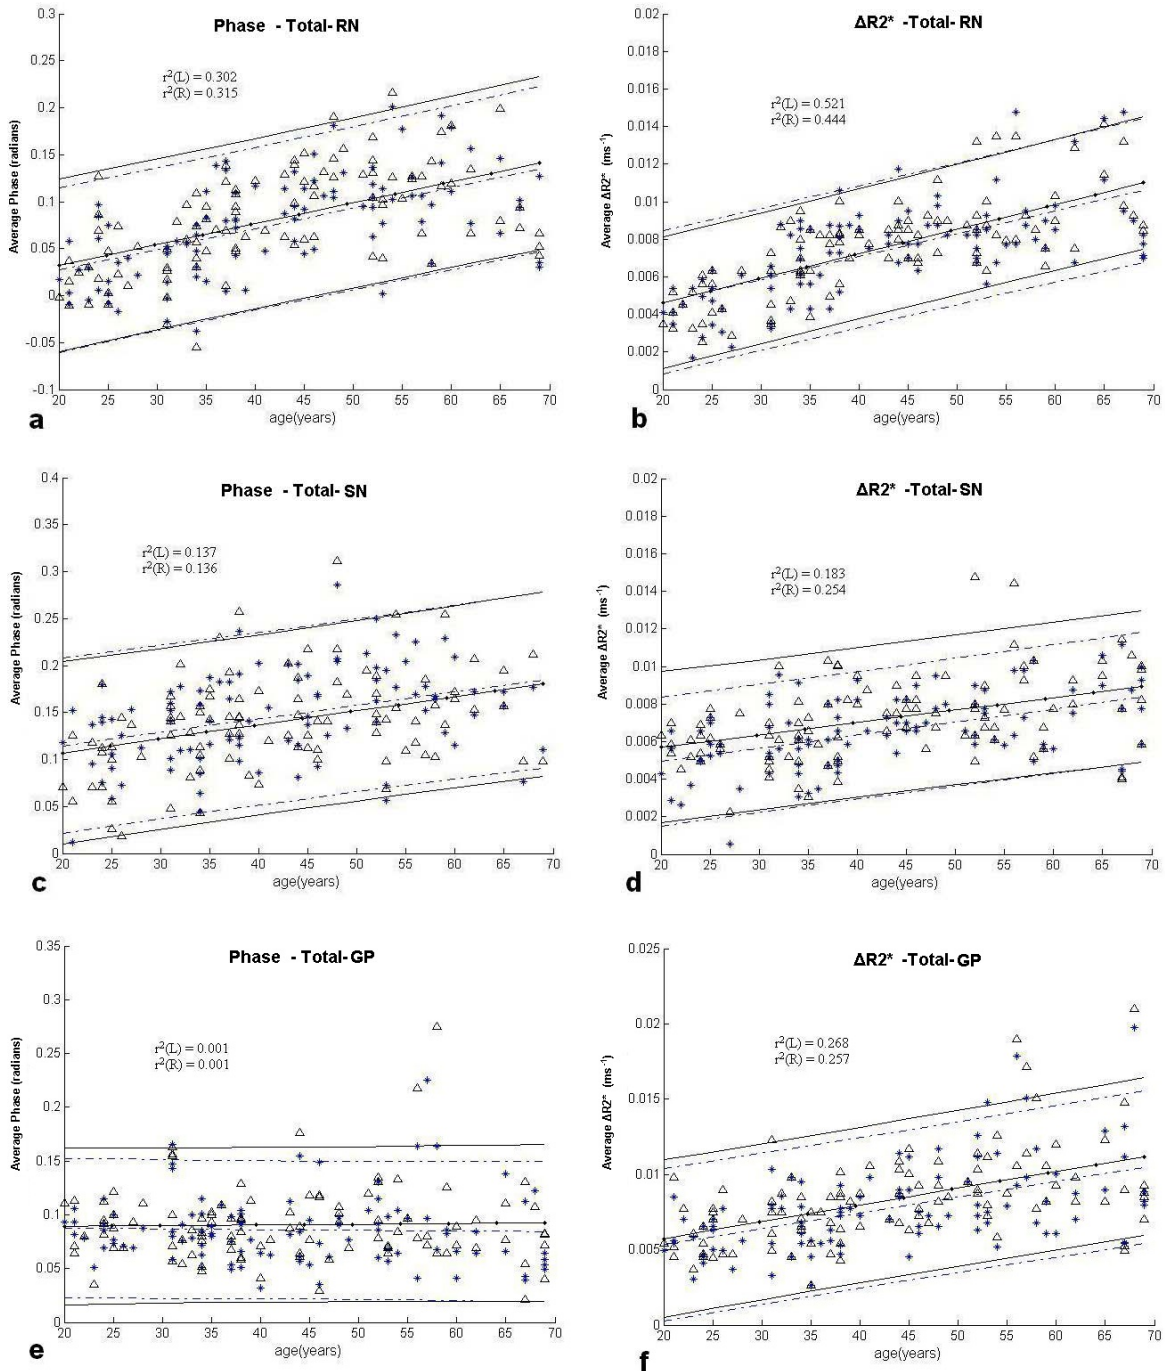 Phase - Total- RN
r²(L) = 0.302
r²(R) = 0.315
Average Phase (radians)
0.3
0.25
0.2
0.15
0.1
0.05
0
-0.05
-0.1
20 25 30 35 40 45 50 55 60 65 70
age(years)
a
ΔR2* -Total- RN
r²(L) = 0.521
r²(R) = 0.444
Average ΔR2* (ms⁻¹)
0.02
0.018
0.016
0.014
0.012
0.01
0.008
0.006
0.004
0.002
0
20 25 30 35 40 45 50 55 60 65 70
age(years)
b
Phase - Total- SN
r²(L) = 0.137
r²(R) = 0.136
Average Phase (radians)
0.4
0.35
0.3
0.25
0.2
0.15
0.1
0.05
0
20 25 30 35 40 45 50 55 60 65 70
age(years)
c
ΔR2* -Total-SN
r²(L) = 0.183
r²(R) = 0.254
Average ΔR2* (ms⁻¹)
0.02
0.018
0.016
0.014
0.012
0.01
0.008
0.006
0.004
0.002
0
20 25 30 35 40 45 50 55 60 65 70
age(years)
d
Phase - Total-GP
r²(L) = 0.001
r²(R) = 0.001
Average Phase (radians)
0.35
0.3
0.25
0.2
0.15
0.1
0.05
0
20 25 30 35 40 45 50 55 60 65 70
age(years)
e
ΔR2* -Total-GP
r²(L) = 0.268
r²(R) = 0.257
Average ΔR2* (ms⁻¹)
0.025
0.02
0.015
0.01
0.005
0
20 25 30 35 40 45 50 55 60 65 70
age(years)
f